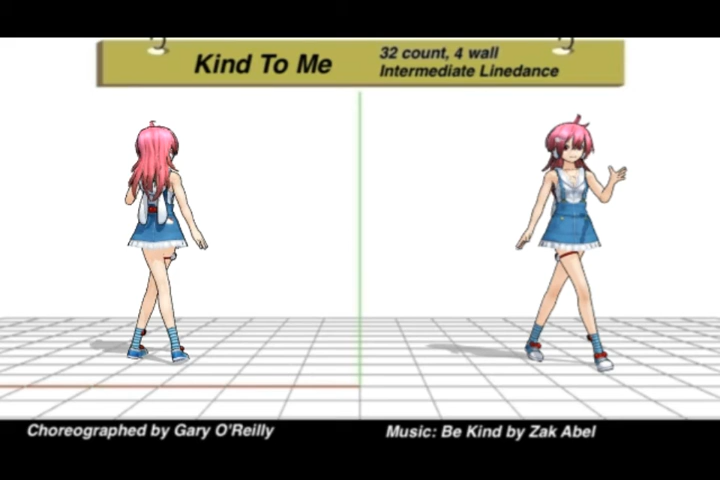 Kind To Me
32 count, 4 wall
Intermediate Linedance
Choreographed by Gary O'Reilly
Music: Be Kind by Zak Abel